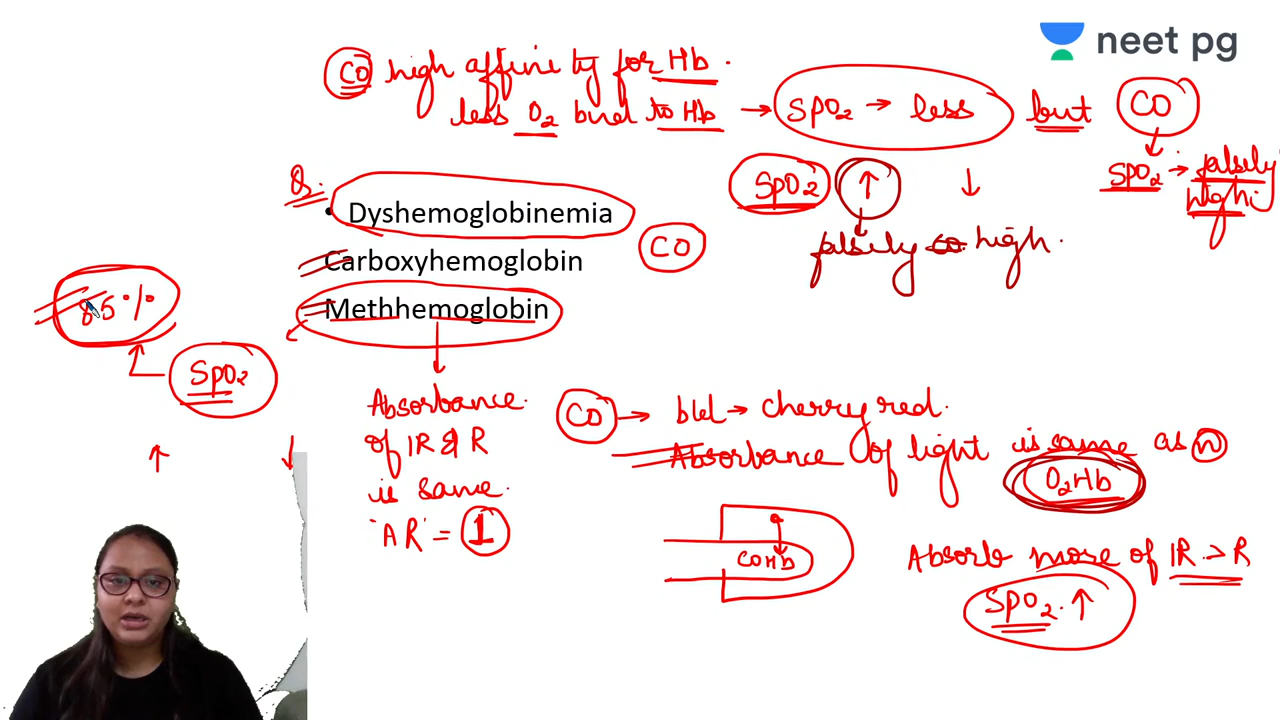 neet pg
CO high affinity for Hb.
less O₂ bind to Hb → SpO₂ → less but CO
SpO₂ → falsely high
SpO₂ ↑ ↓
falsely high.
Q.
• Dyshemoglobinemia
CO
Carboxyhemoglobin
Methhemoglobin
85%
SpO₂
↑ ↓
Absorbance
of IR & R
is same.
'AR' = 1
CO → bld → cherry red.
Absorbance of light is same as n
O₂Hb
COHb
Absorb more of IR > R
SpO₂ ↑